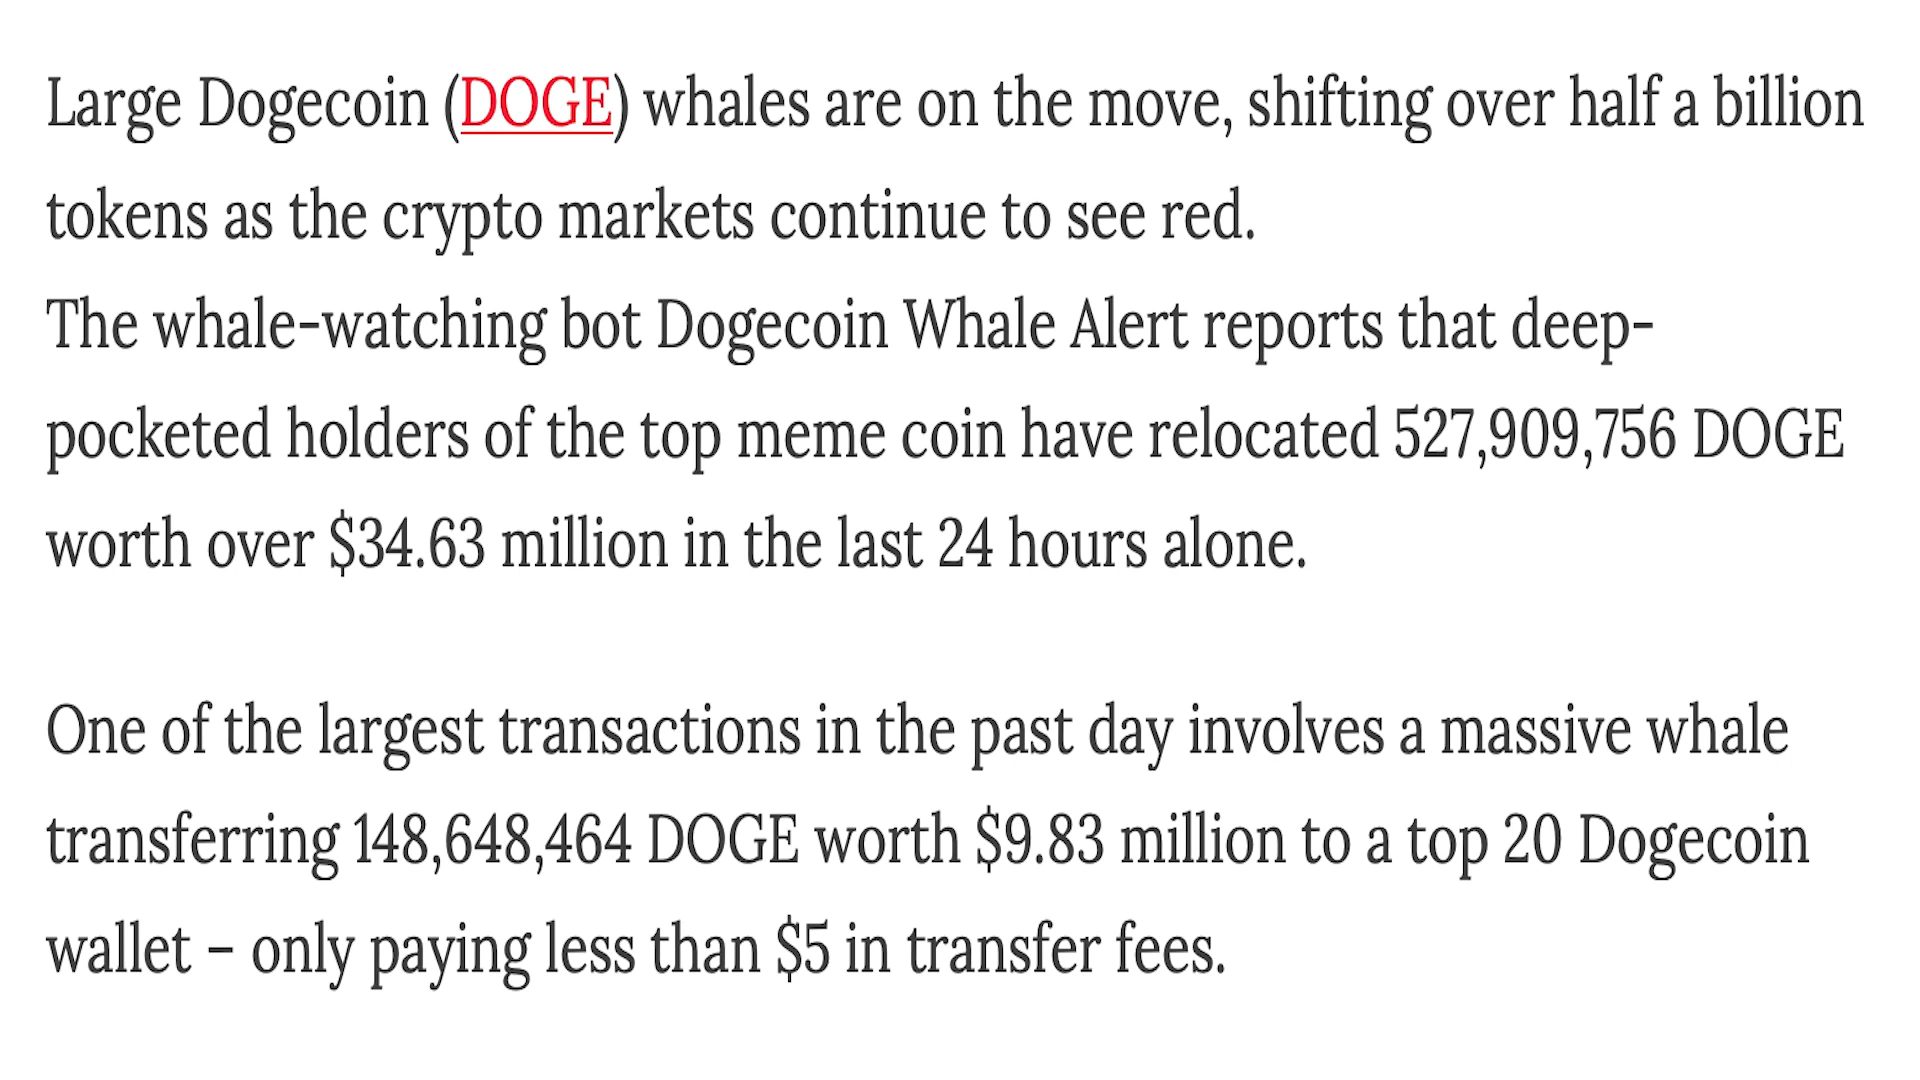 Large Dogecoin (DOGE) whales are on the move, shifting over half a billion
tokens as the crypto markets continue to see red.
The whale-watching bot Dogecoin Whale Alert reports that deep-
pocketed holders of the top meme coin have relocated 527,909,756 DOGE
worth over $34.63 million in the last 24 hours alone.
One of the largest transactions in the past day involves a massive whale
transferring 148,648,464 DOGE worth $9.83 million to a top 20 Dogecoin
wallet – only paying less than $5 in transfer fees.